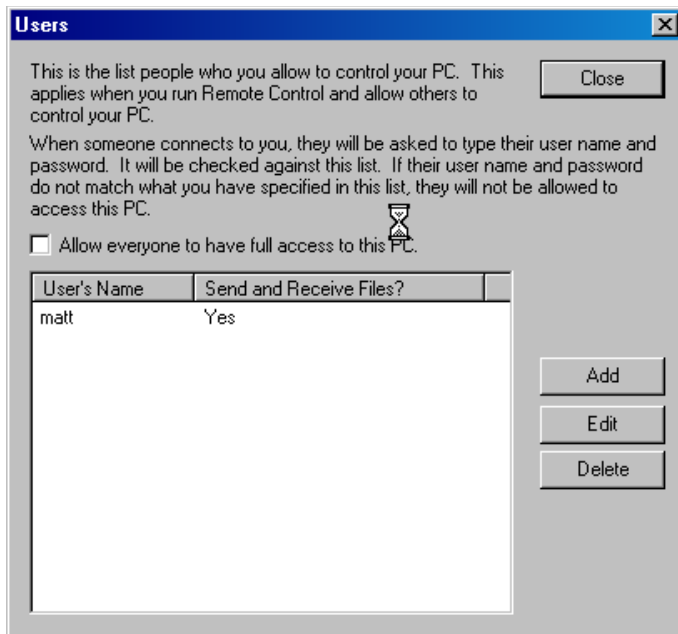 Users
This is the list people who you allow to control your PC.  This
applies when you run Remote Control and allow others to
control your PC.
Close
When someone connects to you, they will be asked to type their user name and
password.  It will be checked against this list.  If their user name and password
do not match what you have specified in this list, they will not be allowed to
access this PC.
Allow everyone to have full access to this PC.
User's Name Send and Receive Files?
matt Yes
Add
Edit
Delete